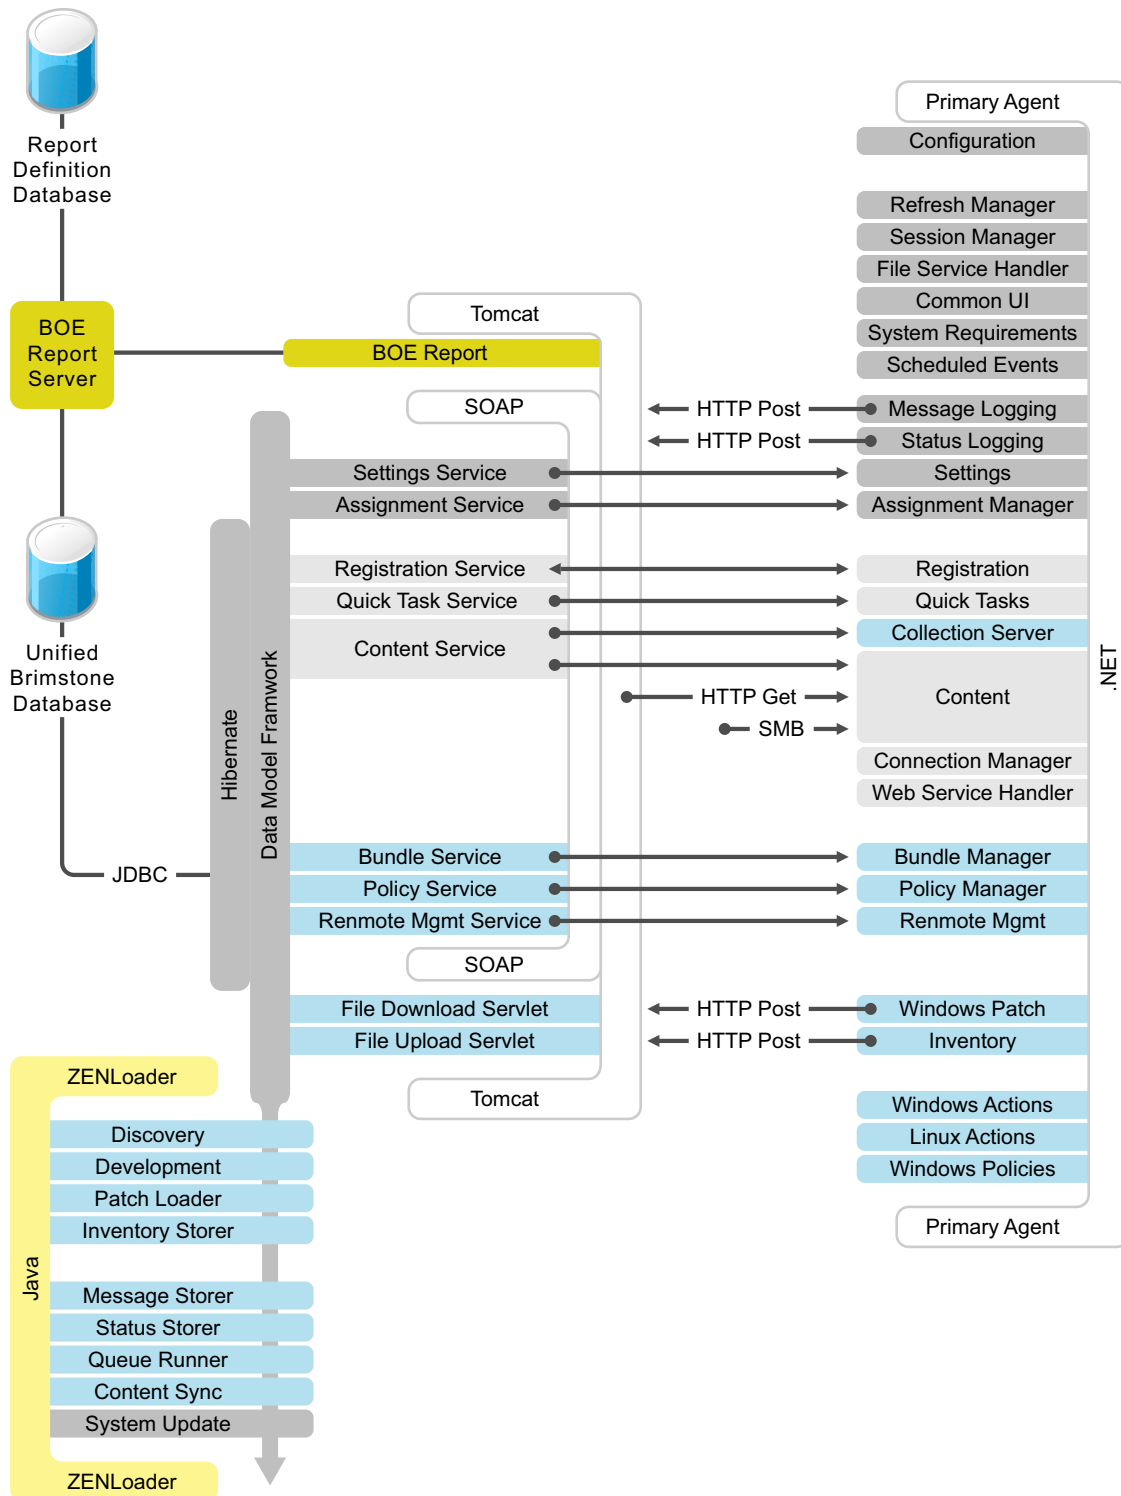 Report
Definition
Database
BOE
Report
Server
Unified
Brimstone
Database
JDBC
Hibernate
Data Model Framwork
Tomcat
BOE Report
SOAP
Settings Service
Assignment Service
Registration Service
Quick Task Service
Content Service
Bundle Service
Policy Service
Renmote Mgmt Service
SOAP
File Download Servlet
File Upload Servlet
Tomcat
HTTP Post
HTTP Post
HTTP Get
SMB
HTTP Post
HTTP Post
Primary Agent
Configuration
Refresh Manager
Session Manager
File Service Handler
Common UI
System Requirements
Scheduled Events
Message Logging
Status Logging
Settings
Assignment Manager
Registration
Quick Tasks
Collection Server
Content
Connection Manager
Web Service Handler
Bundle Manager
Policy Manager
Renmote Mgmt
Windows Patch
Inventory
Windows Actions
Linux Actions
Windows Policies
Primary Agent
.NET
ZENLoader
Java
Discovery
Development
Patch Loader
Inventory Storer
Message Storer
Status Storer
Queue Runner
Content Sync
System Update
ZENLoader